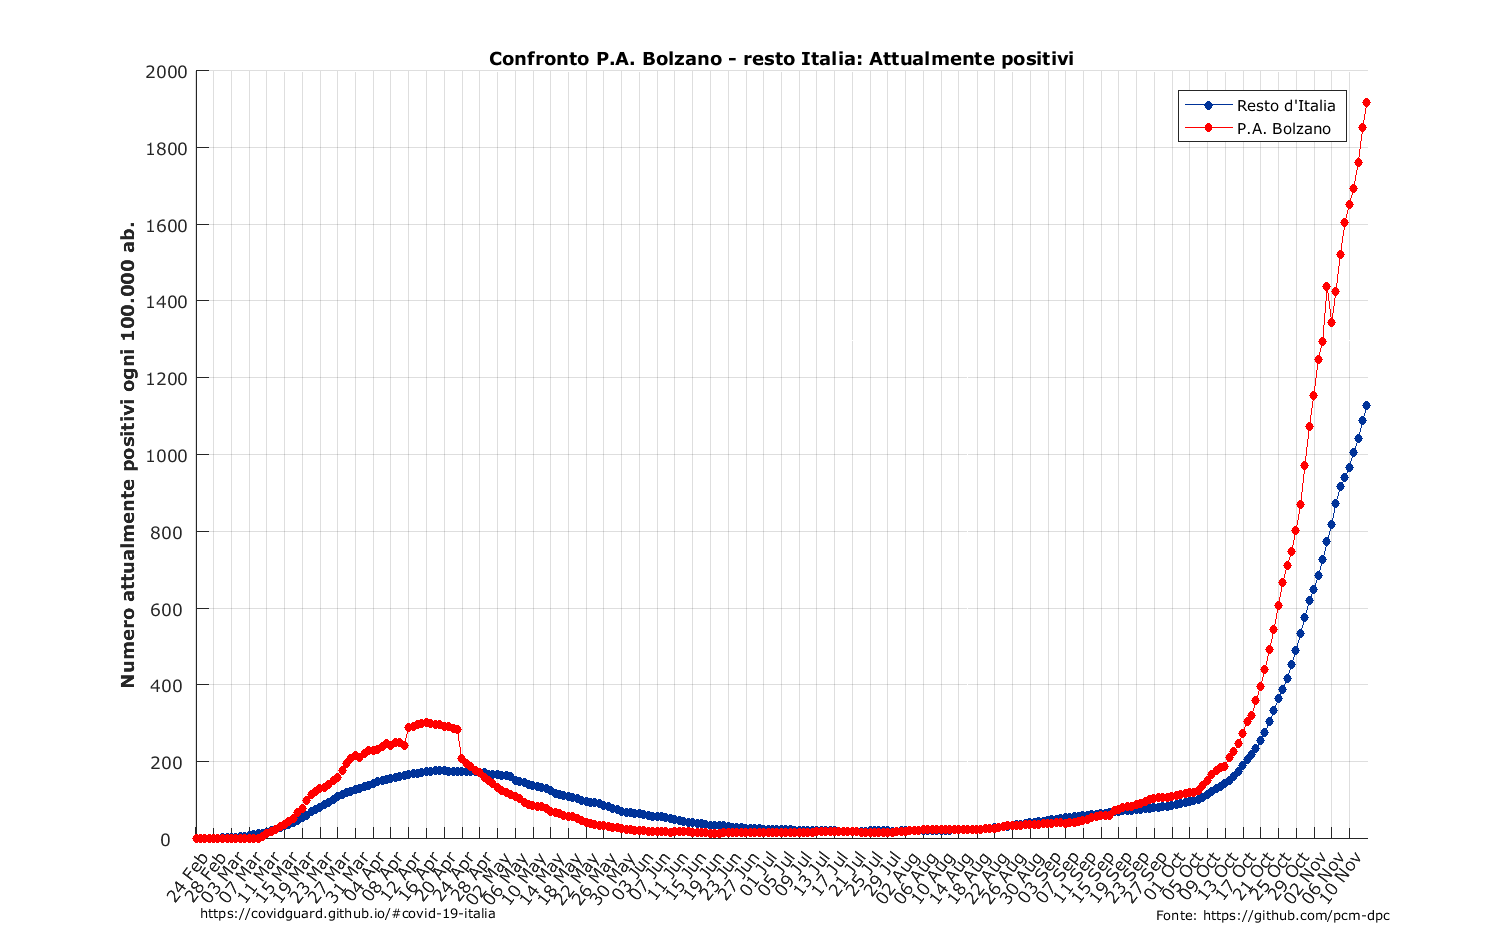 Confronto P.A. Bolzano - resto Italia: Attualmente positivi
Resto d'Italia
P.A. Bolzano
Numero attualmente positivi ogni 100.000 ab.
2000
1800
1600
1400
1200
1000
800
600
400
200
0
24 Feb
28 Feb
03 Mar
07 Mar
11 Mar
15 Mar
19 Mar
23 Mar
27 Mar
31 Mar
04 Apr
08 Apr
12 Apr
16 Apr
20 Apr
24 Apr
28 Apr
02 May
06 May
10 May
14 May
18 May
22 May
26 May
30 May
03 Jun
07 Jun
11 Jun
15 Jun
19 Jun
23 Jun
27 Jun
01 Jul
05 Jul
09 Jul
13 Jul
17 Jul
21 Jul
25 Jul
29 Jul
02 Aug
06 Aug
10 Aug
14 Aug
18 Aug
22 Aug
26 Aug
30 Aug
03 Sep
07 Sep
11 Sep
15 Sep
19 Sep
23 Sep
27 Sep
01 Oct
05 Oct
09 Oct
13 Oct
17 Oct
21 Oct
25 Oct
29 Oct
02 Nov
06 Nov
10 Nov
https://covidguard.github.io/#covid-19-italia
Fonte: https://github.com/pcm-dpc